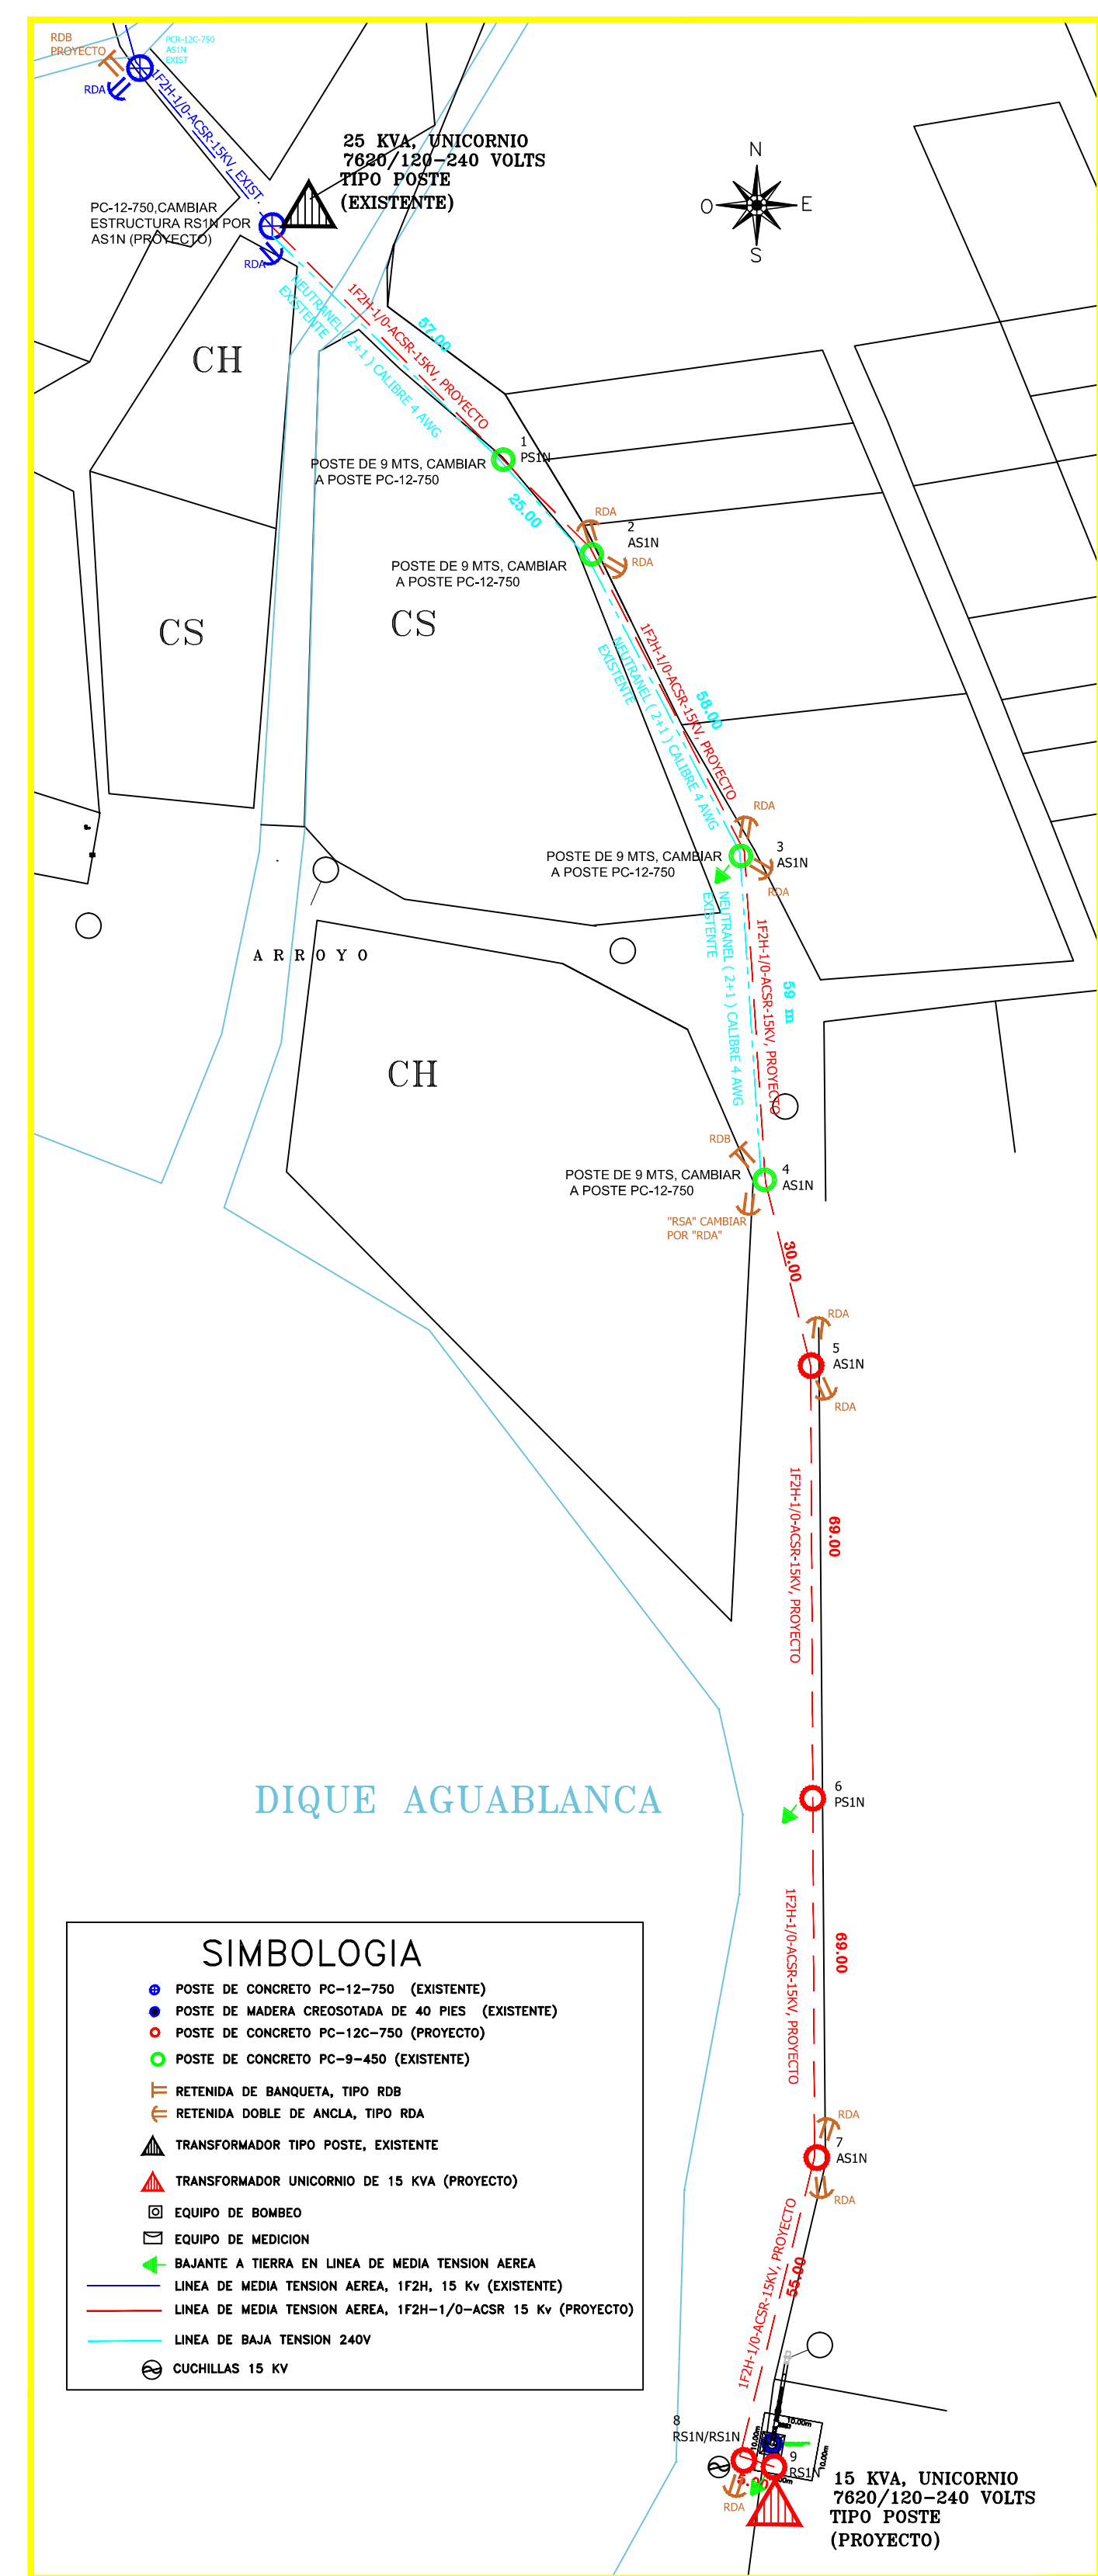 RDB
PROYECTO
PCR-12C-750
AS1N
EXIST
RDA
1F2H-1/0-ACSR-15KV, EXIST.
25 KVA, UNICORNIO
7620/120-240 VOLTS
TIPO POSTE
(EXISTENTE)
N
O
E
S
PC-12-750,CAMBIAR
ESTRUCTURA RS1N POR
AS1N (PROYECTO)
RDA
NEUTRANEL ( 2+1 ) CALIBRE 4 AWG
EXISTENTE
1F2H-1/0-ACSR-15KV, PROYECTO
57.00
CH
1
PS1N
POSTE DE 9 MTS, CAMBIAR
A POSTE PC-12-750
25.00
RDA
2
AS1N
RDA
POSTE DE 9 MTS, CAMBIAR
A POSTE PC-12-750
CS
CS
NEUTRANEL ( 2+1 ) CALIBRE 4 AWG
EXISTENTE
1F2H-1/0-ACSR-15KV, PROYECTO
58.00
RDA
3
AS1N
RDA
POSTE DE 9 MTS, CAMBIAR
A POSTE PC-12-750
NEUTRANEL ( 2+1 ) CALIBRE 4 AWG
EXISTENTE
1F2H-1/0-ACSR-15KV, PROYECTO
59 m
A R R O Y O
CH
RDB
4
AS1N
POSTE DE 9 MTS, CAMBIAR
A POSTE PC-12-750
"RSA" CAMBIAR
POR "RDA"
30.00
RDA
5
AS1N
RDA
1F2H-1/0-ACSR-15KV, PROYECTO
69.00
6
PS1N
DIQUE AGUABLANCA
1F2H-1/0-ACSR-15KV, PROYECTO
69.00
RDA
7
AS1N
RDA
1F2H-1/0-ACSR-15KV, PROYECTO
55.00
SIMBOLOGIA
POSTE DE CONCRETO PC-12-750 (EXISTENTE)
POSTE DE MADERA CREOSOTADA DE 40 PIES (EXISTENTE)
POSTE DE CONCRETO PC-12C-750 (PROYECTO)
POSTE DE CONCRETO PC-9-450 (EXISTENTE)
RETENIDA DE BANQUETA, TIPO RDB
RETENIDA DOBLE DE ANCLA, TIPO RDA
TRANSFORMADOR TIPO POSTE, EXISTENTE
TRANSFORMADOR UNICORNIO DE 15 KVA (PROYECTO)
EQUIPO DE BOMBEO
EQUIPO DE MEDICION
BAJANTE A TIERRA EN LINEA DE MEDIA TENSION AEREA
LINEA DE MEDIA TENSION AEREA, 1F2H, 15 Kv (EXISTENTE)
LINEA DE MEDIA TENSION AEREA, 1F2H-1/0-ACSR 15 Kv (PROYECTO)
LINEA DE BAJA TENSION 240V
CUCHILLAS 15 KV
8
RS1N/RS1N
10.00m
10.00m
10.00m
9
RS1N
5.00
RDA
15 KVA, UNICORNIO
7620/120-240 VOLTS
TIPO POSTE
(PROYECTO)